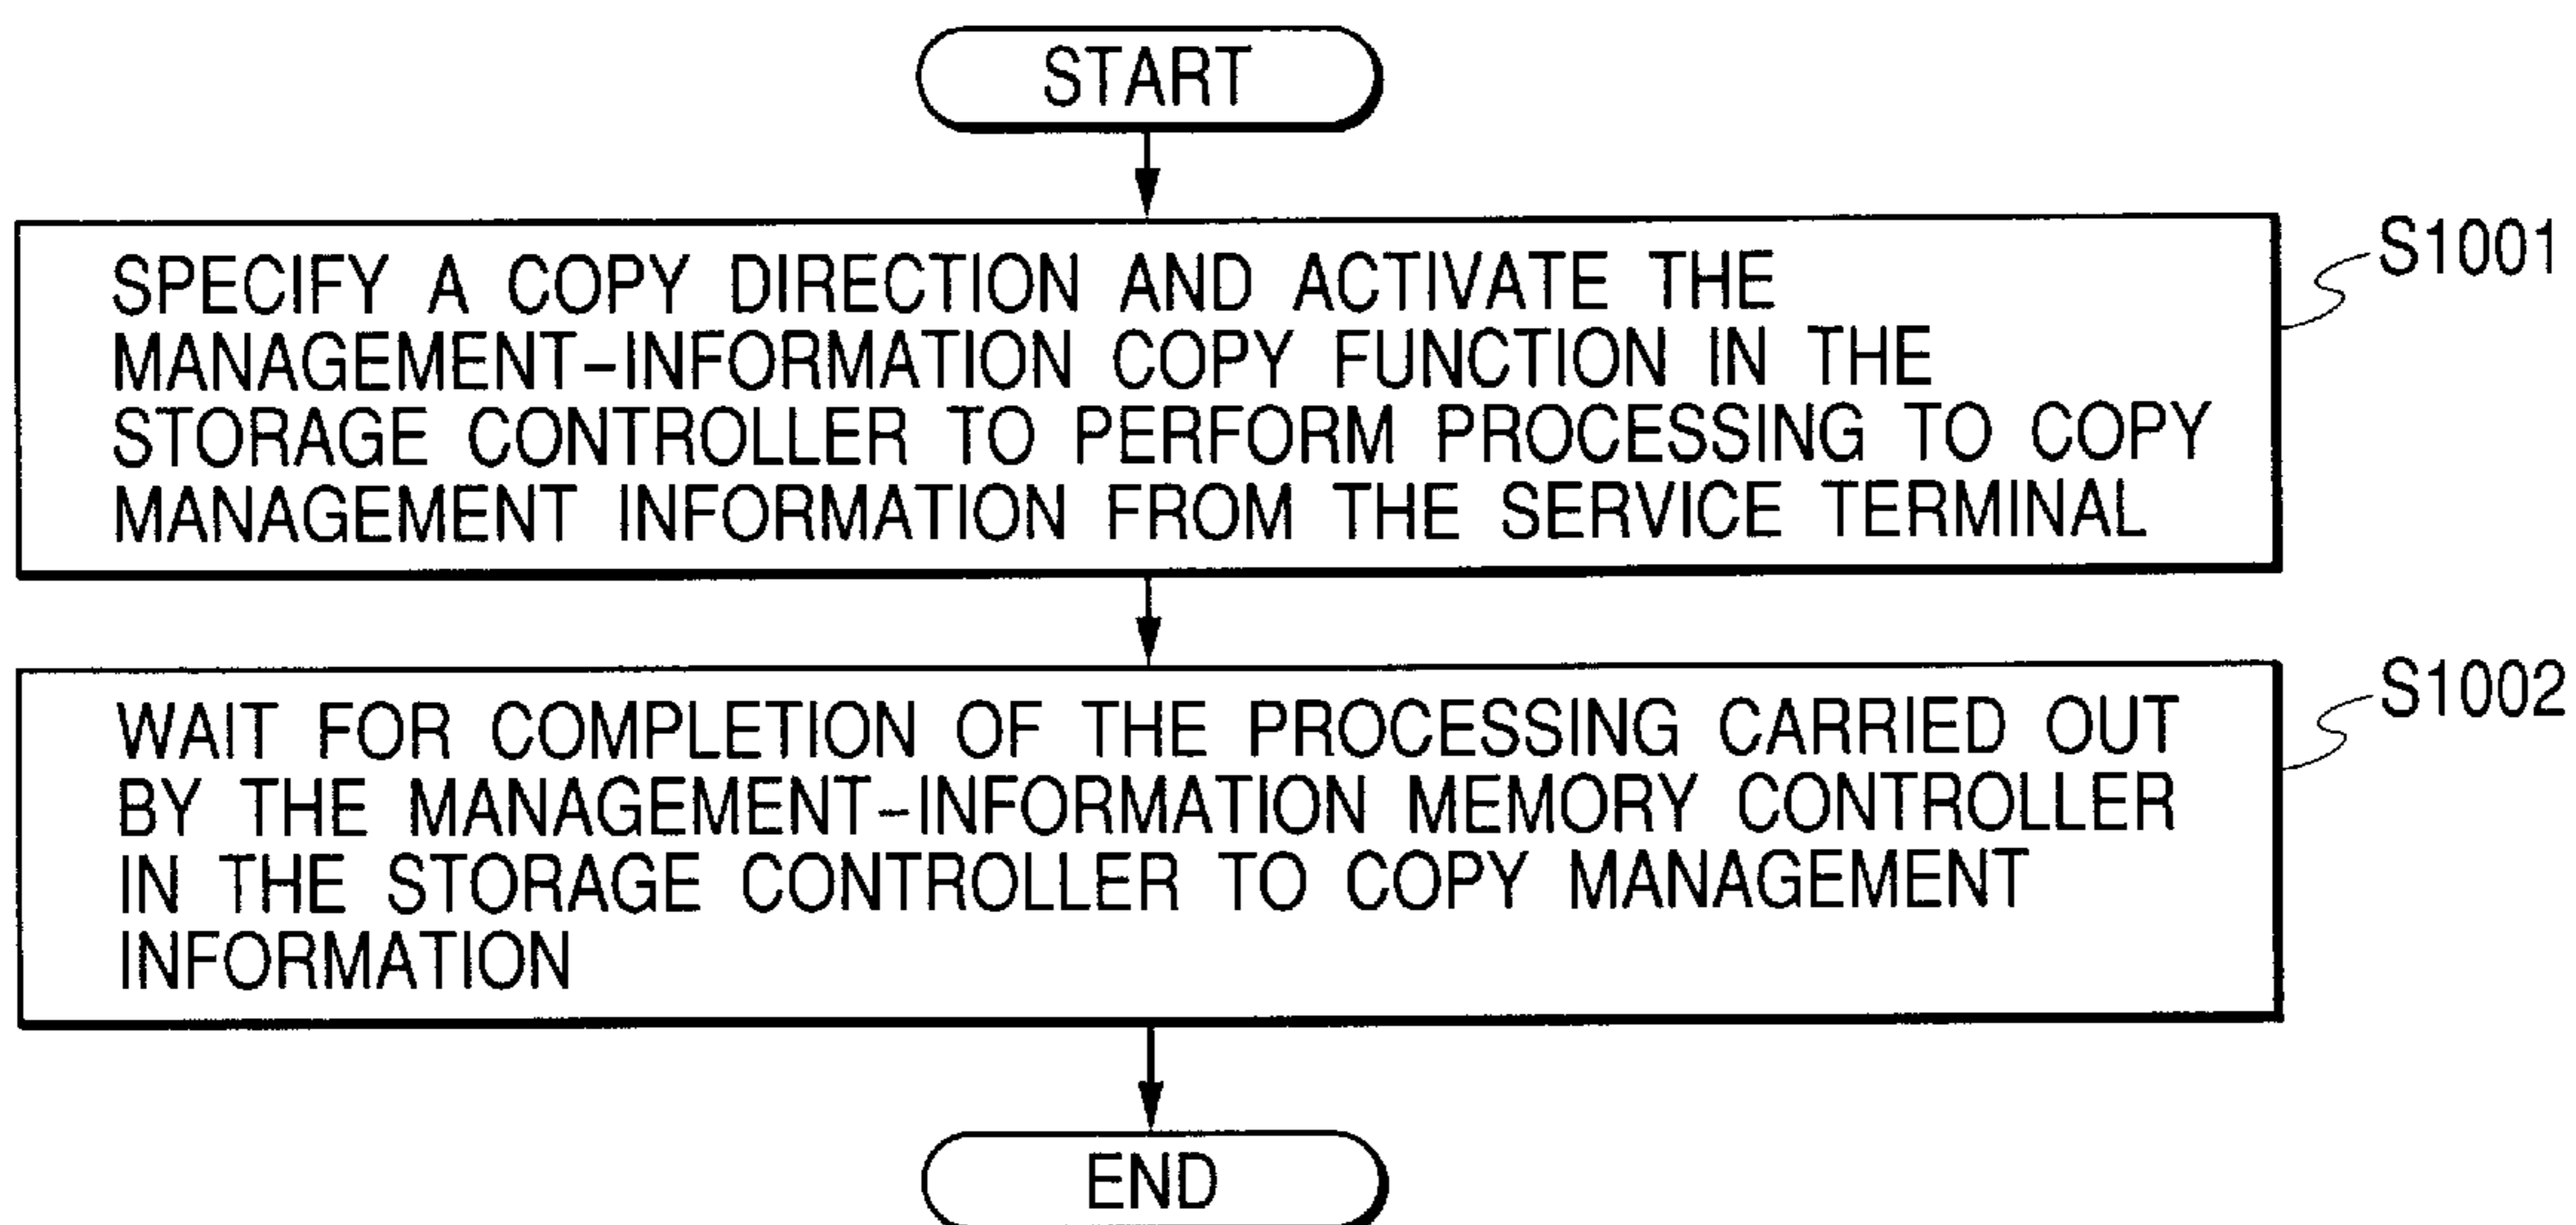 START
SPECIFY A COPY DIRECTION AND ACTIVATE THE
MANAGEMENT-INFORMATION COPY FUNCTION IN THE
STORAGE CONTROLLER TO PERFORM PROCESSING TO COPY
MANAGEMENT INFORMATION FROM THE SERVICE TERMINAL
S1001
WAIT FOR COMPLETION OF THE PROCESSING CARRIED OUT
BY THE MANAGEMENT-INFORMATION MEMORY CONTROLLER
IN THE STORAGE CONTROLLER TO COPY MANAGEMENT
INFORMATION
S1002
END